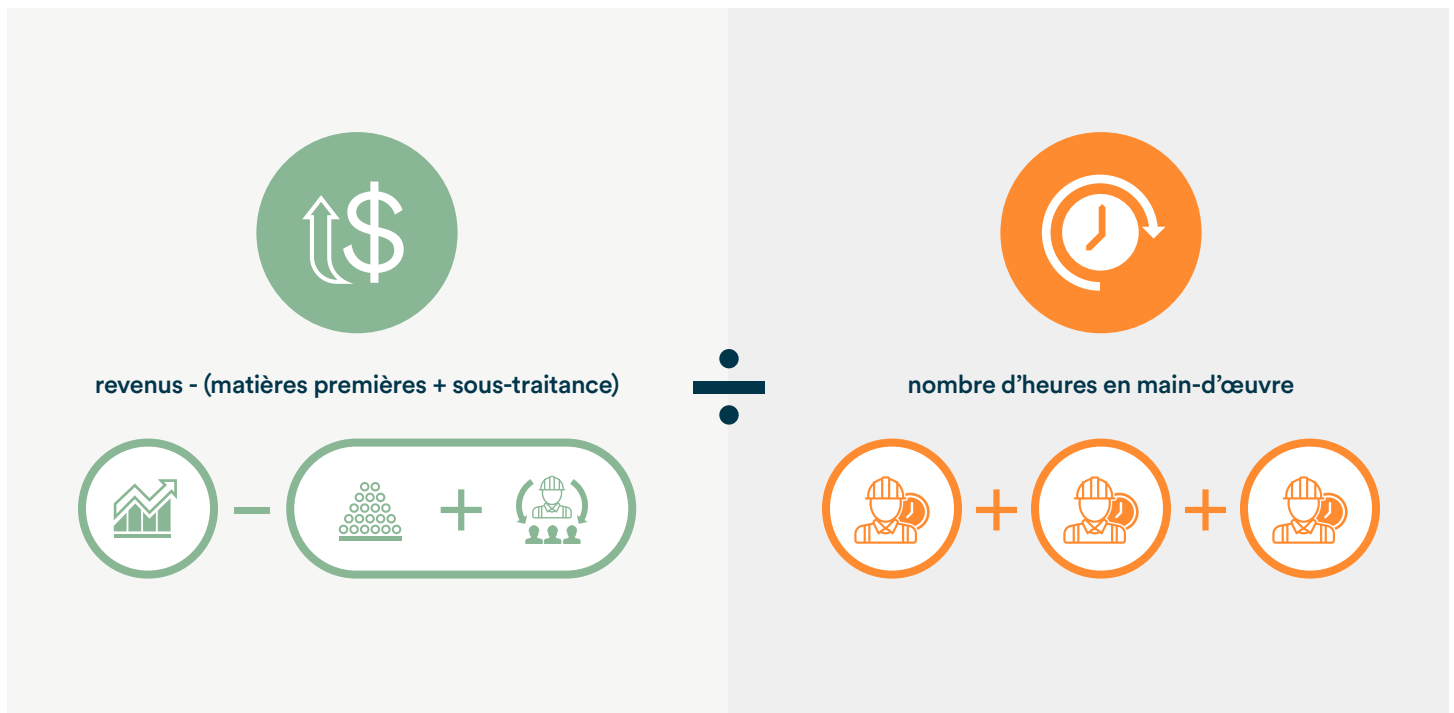 revenus - (matières premières + sous-traitance)
nombre d’heures en main-d’œuvre